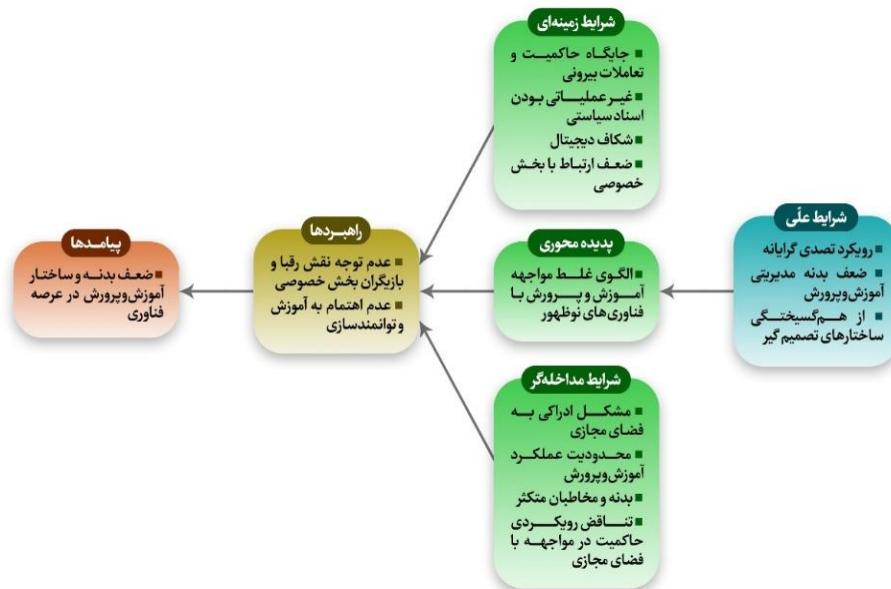 شرایط زمینه‌ای
جایگاه حاکمیت و
تعاملات بیرونی
غیرعملیاتی بودن
اسناد سیاستی
شکاف دیجیتال
ضعف ارتباط با بخش
خصوصی
شرایط علّی
رویکرد تصدی گرایانه
ضعف بدنه مدیریتی
آموزش‌وپرورش
از هم‌گسیختگی
ساختارهای تصمیم گیر
پدیده محوری
الگوی غلط مواجهه
آموزش و پرورش با
فناوری‌های نوظهور
راهبردها
عدم توجه نقش رقبا و
بازیگران بخش خصوصی
عدم اهتمام به آموزش
و توانمندسازی
پیامدها
ضعف بدنه و ساختار
آموزش‌وپرورش در عرصه
فناوری
شرایط مداخله‌گر
مشکل ادراکی به
فضای مجازی
محدودیت عملکرد
آموزش‌وپرورش
بدنه و مخاطبان متکثر
تناقض رویکردی
حاکمیت در مواجهه با
فضای مجازی